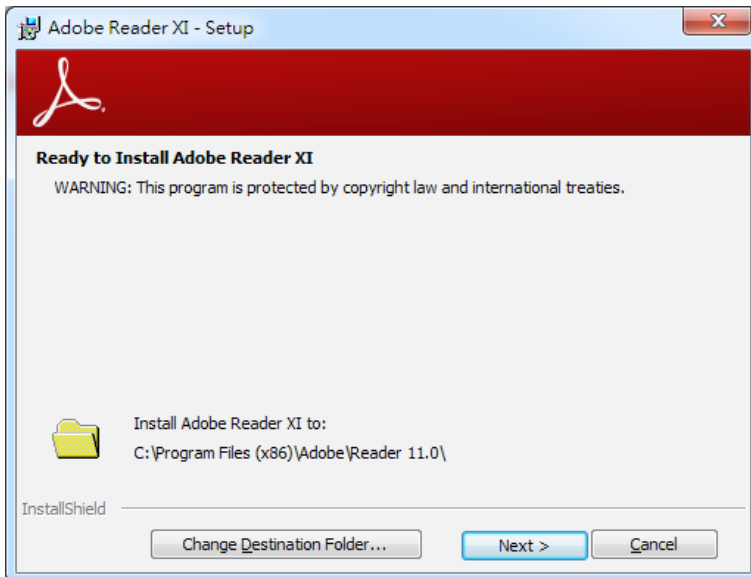 Adobe Reader XI - Setup
Ready to Install Adobe Reader XI
WARNING: This program is protected by copyright law and international treaties.
Install Adobe Reader XI to:
C:\Program Files (x86)\Adobe\Reader 11.0\
InstallShield
Change Destination Folder...
Next >
Cancel